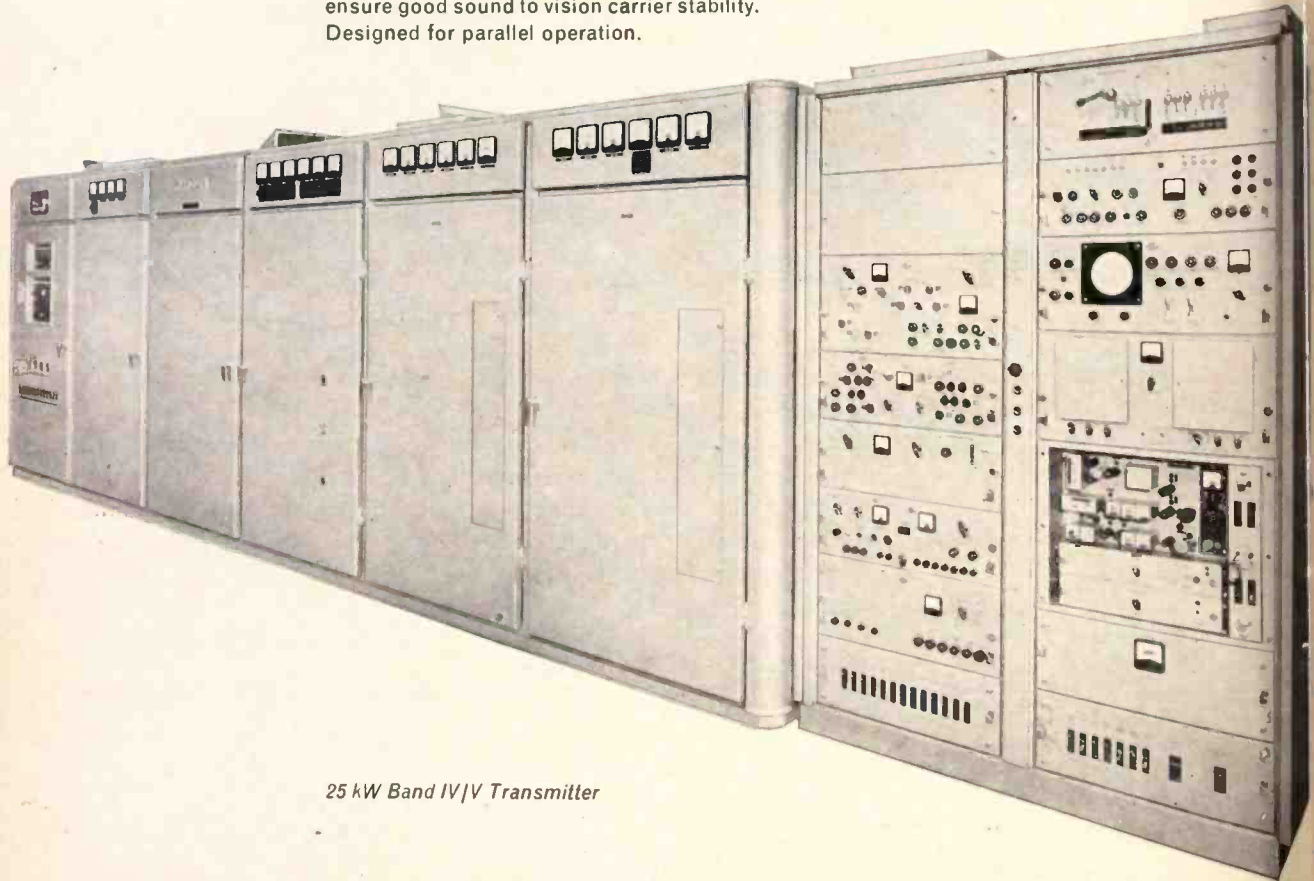 ensure good sound to vision carrier stability.
Designed for parallel operation.
25 kW Band IV/V Transmitter